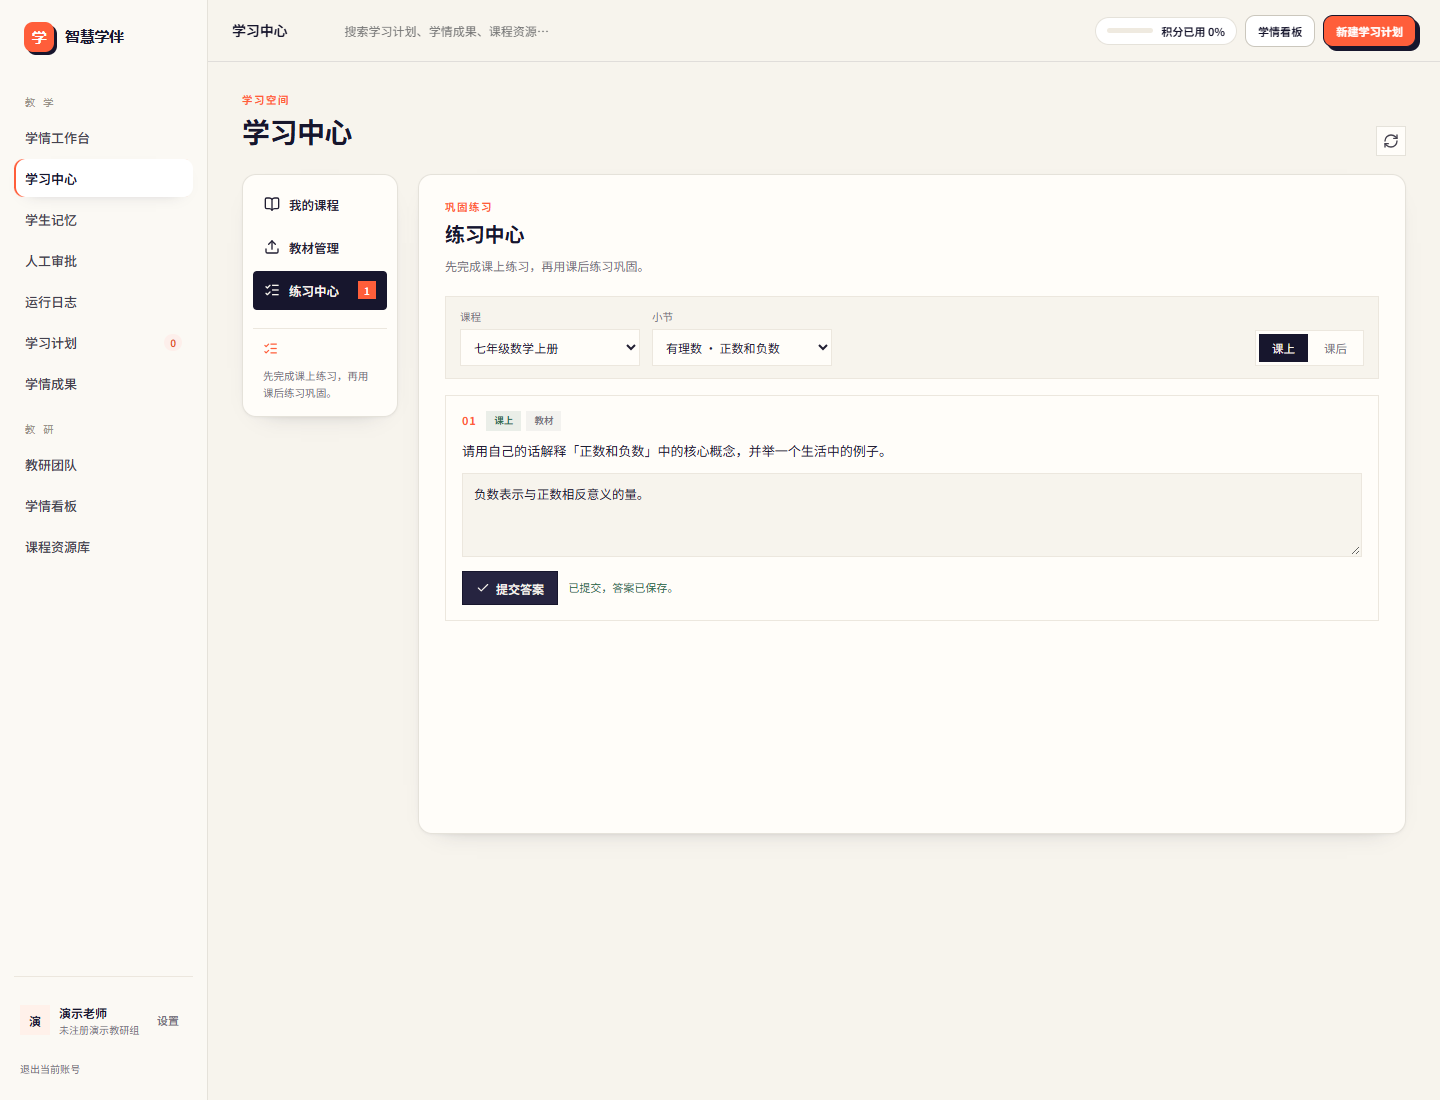 学 智慧学伴
教 学
学情工作台
学习中心
学生记忆
人工审批
运行日志
学习计划 0
学情成果
教 研
教研团队
学情看板
课程资源库
演 演示老师 设置
未注册演示教研组
退出当前账号
学习中心 搜索学习计划、学情成果、课程资源… 积分已用 0% 学情看板 新建学习计划
学习空间
学习中心
我的课程
教材管理
练习中心 1
先完成课上练习，再用
课后练习巩固。
巩固练习
练习中心
先完成课上练习，再用课后练习巩固。
课程 小节
七年级数学上册 有理数 · 正数和负数 课上 课后
01 课上 教材
请用自己的话解释「正数和负数」中的核心概念，并举一个生活中的例子。
负数表示与正数相反意义的量。
提交答案 已提交，答案已保存。